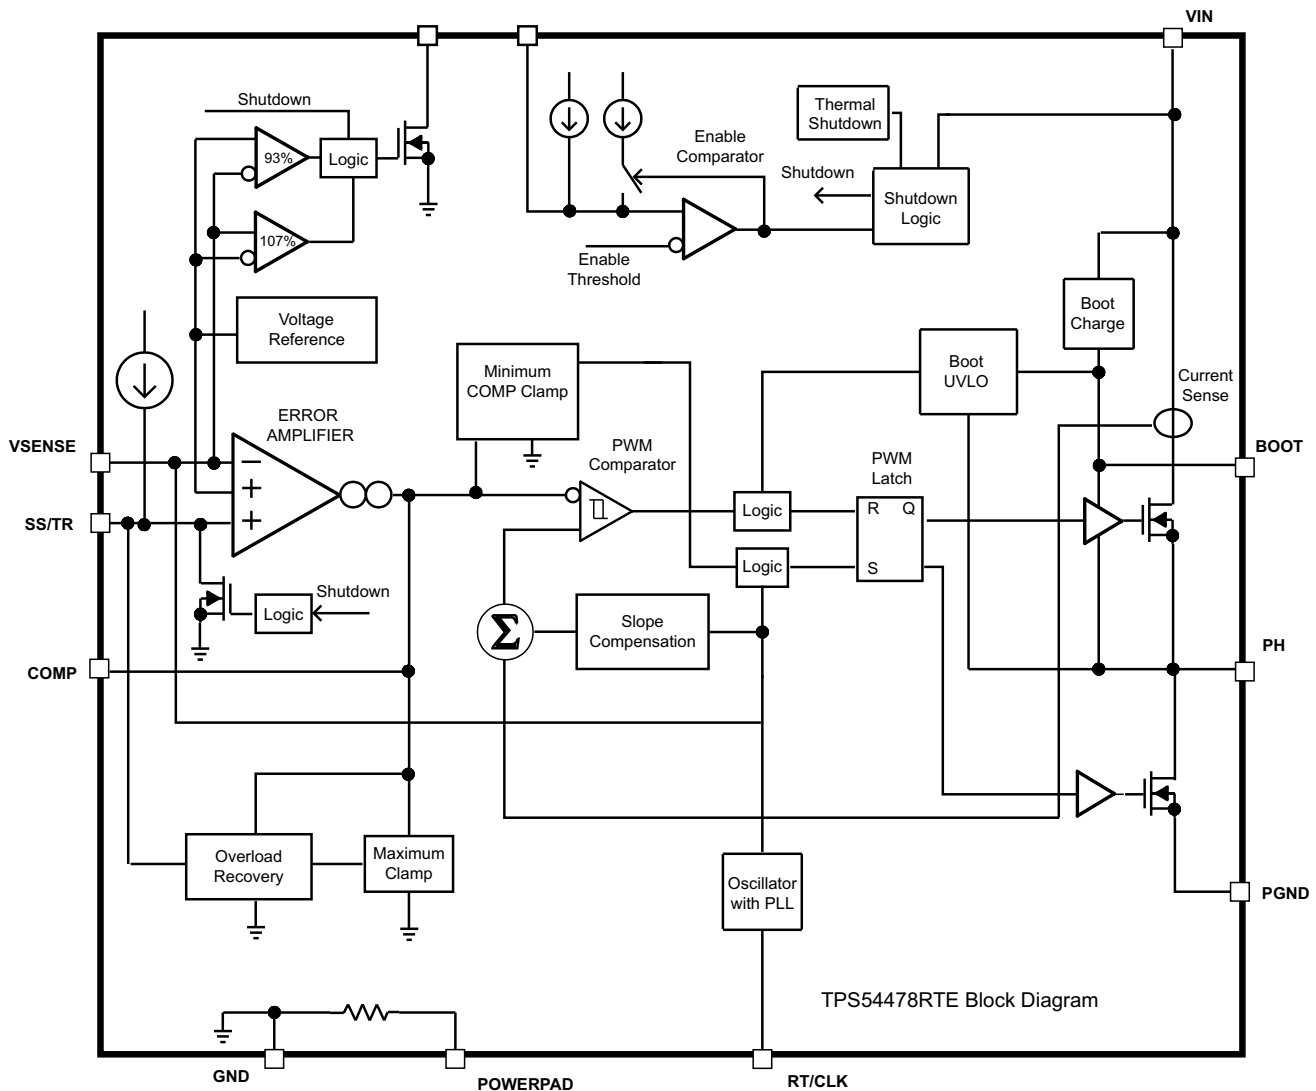 VIN
Shutdown
93%
Logic
107%
Enable
Comparator
Thermal
Shutdown
Shutdown
Shutdown
Logic
Enable
Threshold
Voltage
Reference
Boot
Charge
Minimum
COMP Clamp
Boot
UVLO
Current
Sense
ERROR
AMPLIFIER
VSENSE
−
+
+
PWM
Comparator
PWM
Latch
BOOT
SS/TR
Logic
R Q
S
Logic
Shutdown
Logic
Σ
Slope
Compensation
COMP
PH
Overload
Recovery
Maximum
Clamp
Oscillator
with PLL
PGND
TPS54478RTE Block Diagram
GND
POWERPAD
RT/CLK